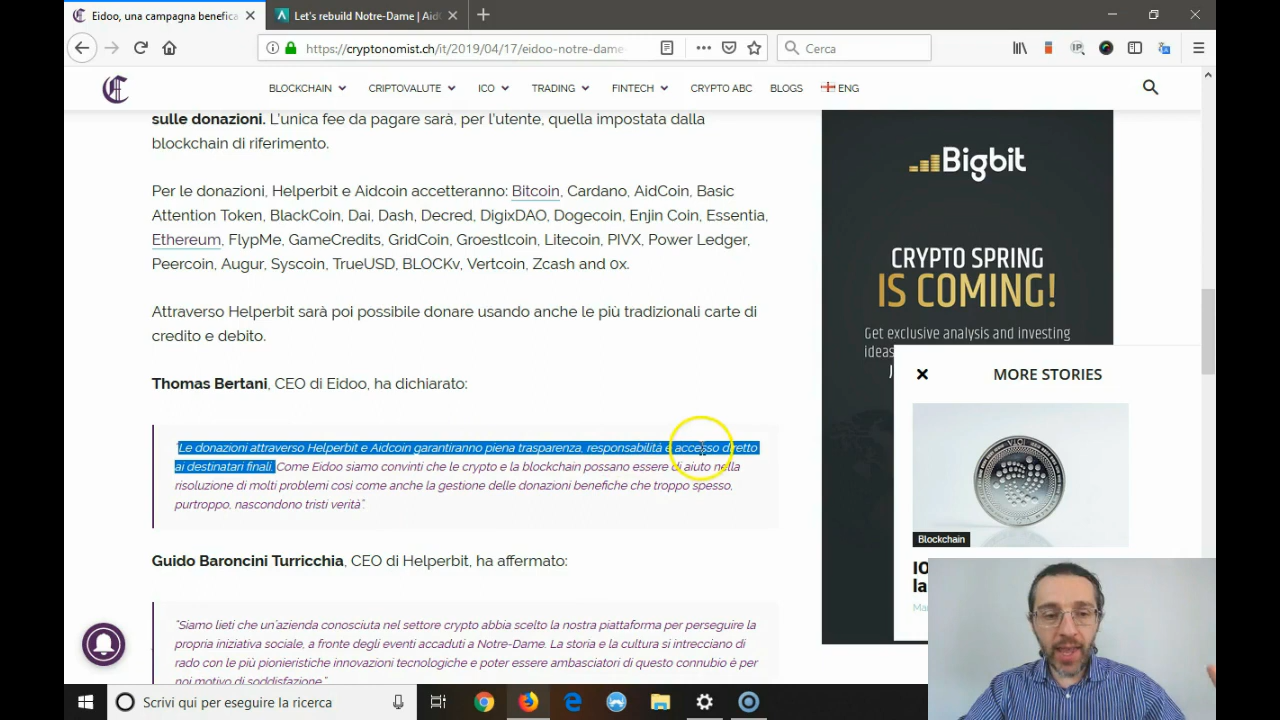 Eidoo, una campagna benefica
Let's rebuild Notre-Dame | Aid
https://cryptonomist.ch/it/2019/04/17/eidoo-notre-dame-
Cerca
BLOCKCHAIN
CRIPTOVALUTE
ICO
TRADING
FINTECH
CRYPTO ABC
BLOGS
ENG
sulle donazioni. L'unica fee da pagare sarà, per l'utente, quella impostata dalla
blockchain di riferimento.
Per le donazioni, Helperbit e Aidcoin accetteranno: Bitcoin, Cardano, AidCoin, Basic
Attention Token, BlackCoin, Dai, Dash, Decred, DigixDAO, Dogecoin, Enjin Coin, Essentia,
Ethereum, FlypMe, GameCredits, GridCoin, Groestlcoin, Litecoin, PIVX, Power Ledger,
Peercoin, Augur, Syscoin, TrueUSD, BLOCKv, Vertcoin, Zcash and 0x.
Attraverso Helperbit sarà poi possibile donare usando anche le più tradizionali carte di
credito e debito.
Thomas Bertani, CEO di Eidoo, ha dichiarato:
"Le donazioni attraverso Helperbit e Aidcoin garantiranno piena trasparenza, responsabilità e accesso diretto
ai destinatari finali. Come Eidoo siamo convinti che le crypto e la blockchain possano essere di aiuto nella
risoluzione di molti problemi così come anche la gestione delle donazioni benefiche che troppo spesso,
purtroppo, nascondono tristi verità".
Guido Baroncini Turricchia, CEO di Helperbit, ha affermato:
"Siamo lieti che un'azienda conosciuta nel settore crypto abbia scelto la nostra piattaforma per perseguire la
propria iniziativa sociale, a fronte degli eventi accaduti a Notre-Dame. La storia e la cultura si intrecciano di
rado con le più pionieristiche innovazioni tecnologiche e poter essere ambasciatori di questo connubio è per
noi motivo di soddisfazione."
Bigbit
CRYPTO SPRING
IS COMING!
Get exclusive analysis and investing
ideas
MORE STORIES
Blockchain
IO
la
Scrivi qui per eseguire la ricerca